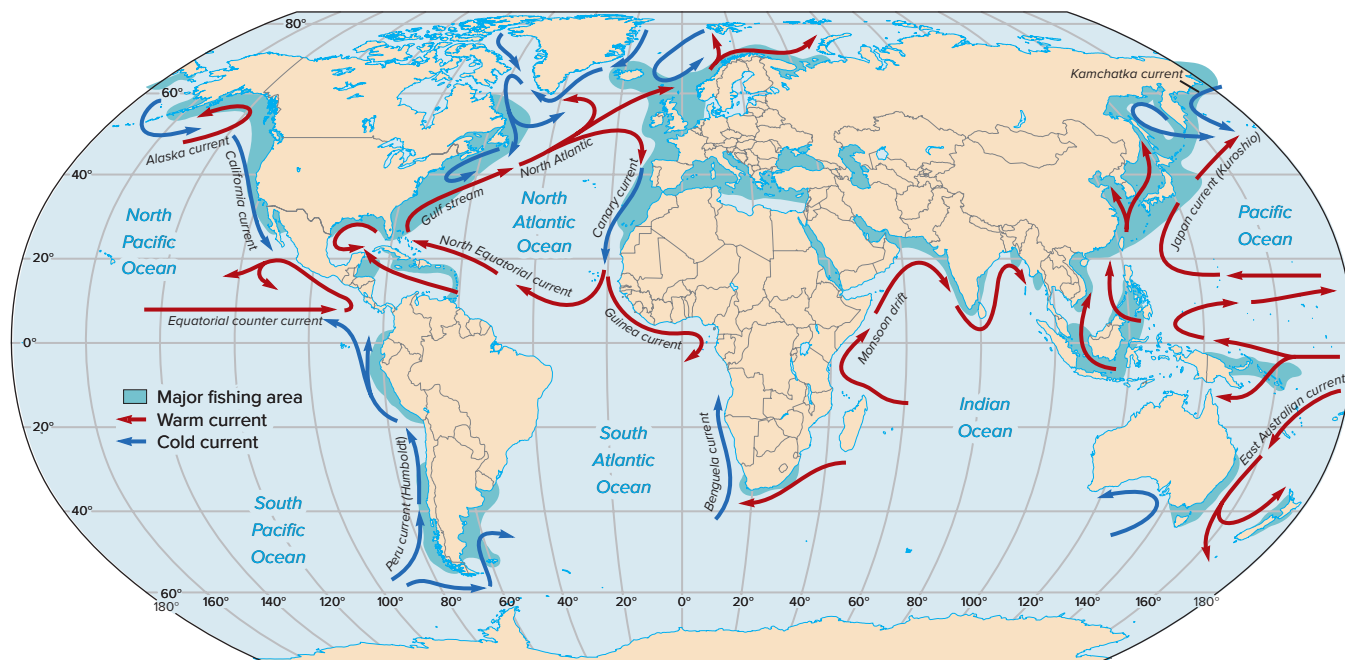 80°
Kamchatka current
60°
Alaska current
North Atlantic
California current
40°
Gulf stream
Canary current
Japan current (Kuroshio)
North
Pacific
Ocean
North
Atlantic
Ocean
Pacific
Ocean
20°
North Equatorial current
Equatorial counter current
Guinea current
Monsoon drift
0°
Major fishing area
Warm current
Cold current
Indian
Ocean
East Australian current
20°
South
Atlantic
Ocean
Benguela current
Peru current (Humboldt)
South
Pacific
Ocean
40°
60°
180°
160°
140°
120°
100°
80°
60°
40°
20°
0°
20°
40°
60°
80°
100°
120°
140°
160°
180°